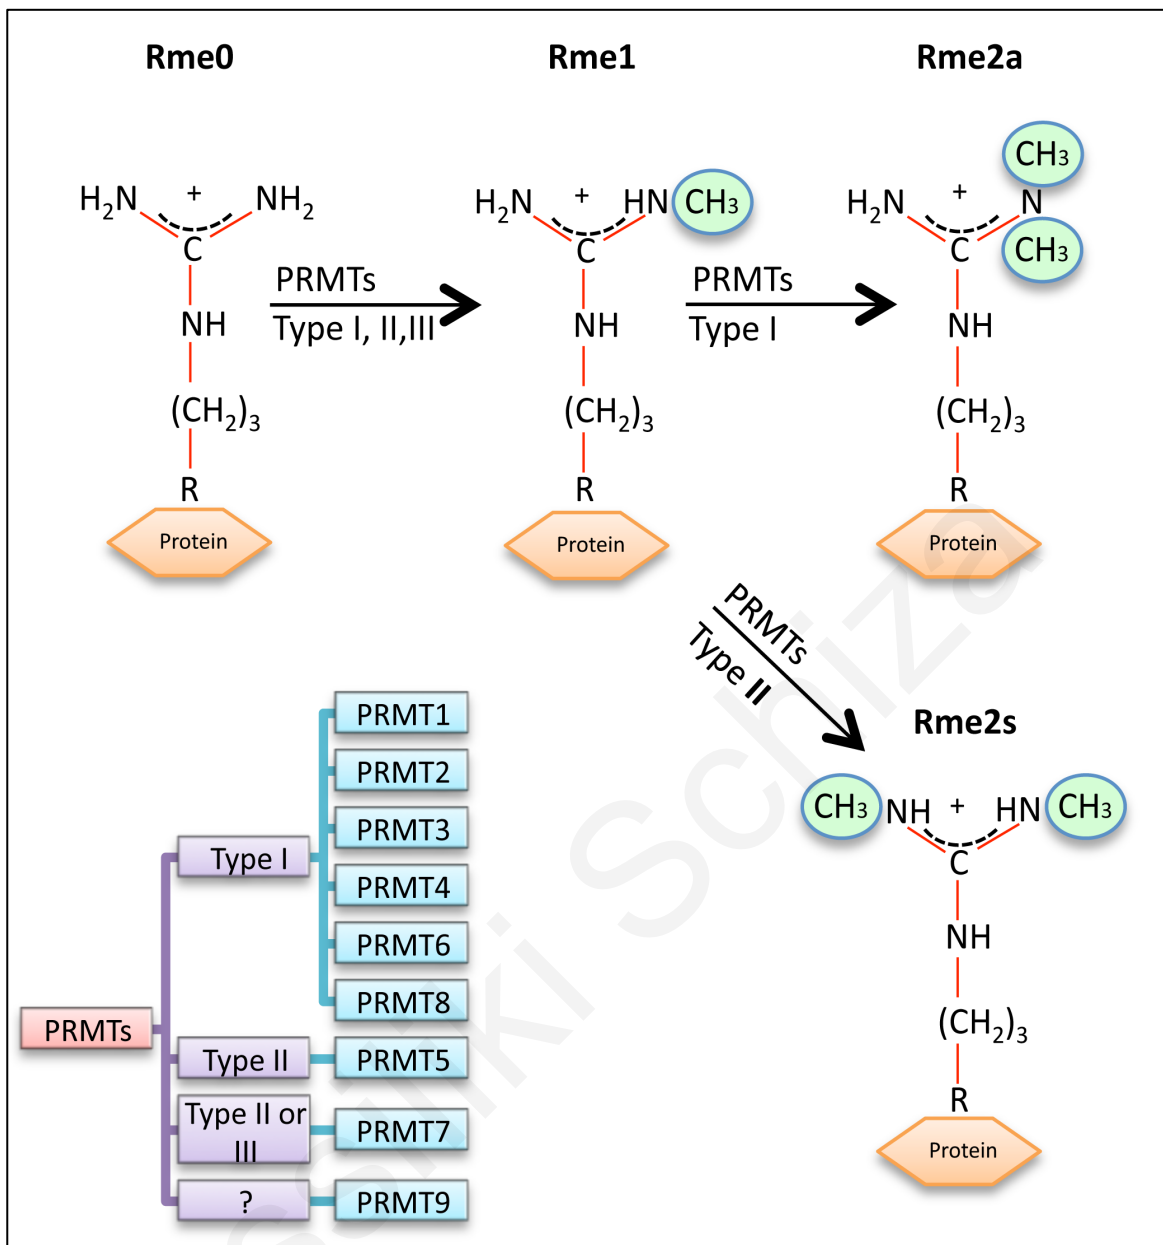 Rme0
Rme1
Rme2a
H₂N + NH₂
C
NH
(CH₂)₃
R
Protein
PRMTs
Type I, II,III
H₂N + HN CH₃
C
NH
(CH₂)₃
R
Protein
PRMTs
Type I
CH₃
H₂N + N
CH₃
C
NH
(CH₂)₃
R
Protein
PRMTs
Type II
Rme2s
CH₃ NH + HN CH₃
C
NH
(CH₂)₃
R
Protein
PRMTs
Type I
PRMT1
PRMT2
PRMT3
PRMT4
PRMT6
PRMT8
Type II
PRMT5
Type II or
III
PRMT7
?
PRMT9
Schiza